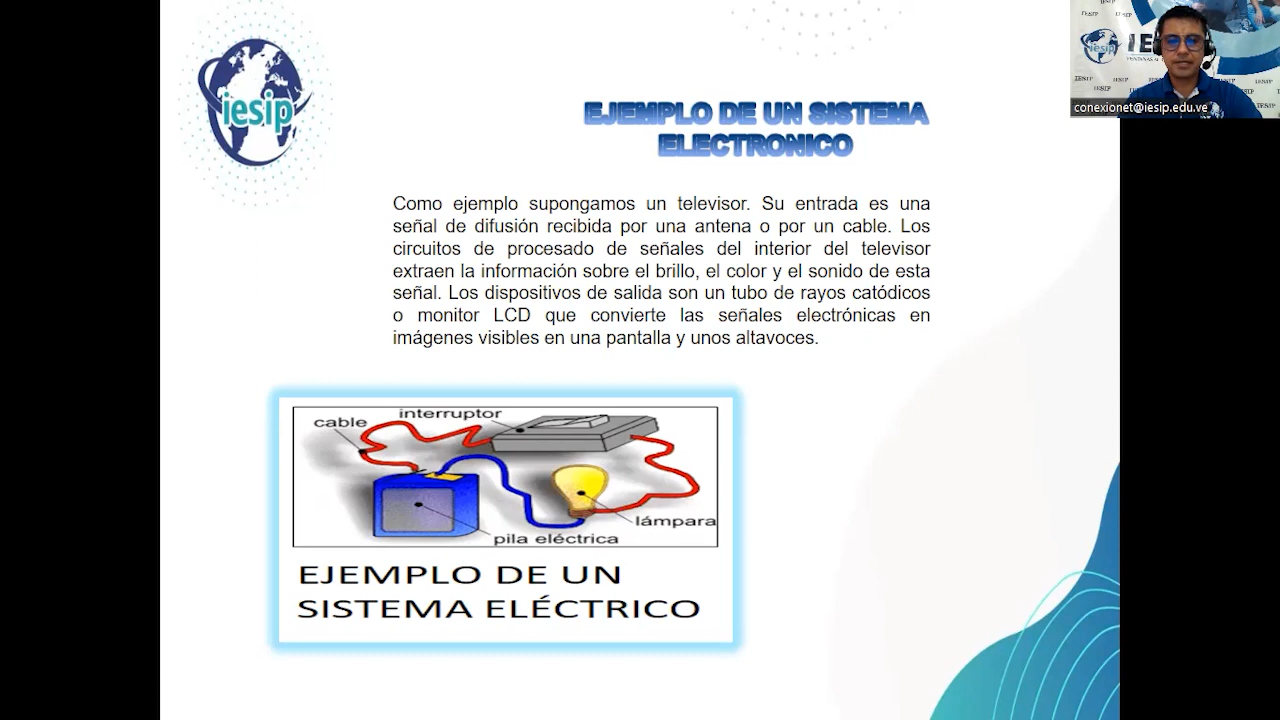 iesip
EJEMPLO DE UN SISTEMA
ELECTRONICO
Como ejemplo supongamos un televisor. Su entrada es una
señal de difusión recibida por una antena o por un cable. Los
circuitos de procesado de señales del interior del televisor
extraen la información sobre el brillo, el color y el sonido de esta
señal. Los dispositivos de salida son un tubo de rayos catódicos
o monitor LCD que convierte las señales electrónicas en
imágenes visibles en una pantalla y unos altavoces.
interruptor
cable
lámpara
pila eléctrica
EJEMPLO DE UN
SISTEMA ELÉCTRICO
iesip
conexionet@iesip.edu.ve